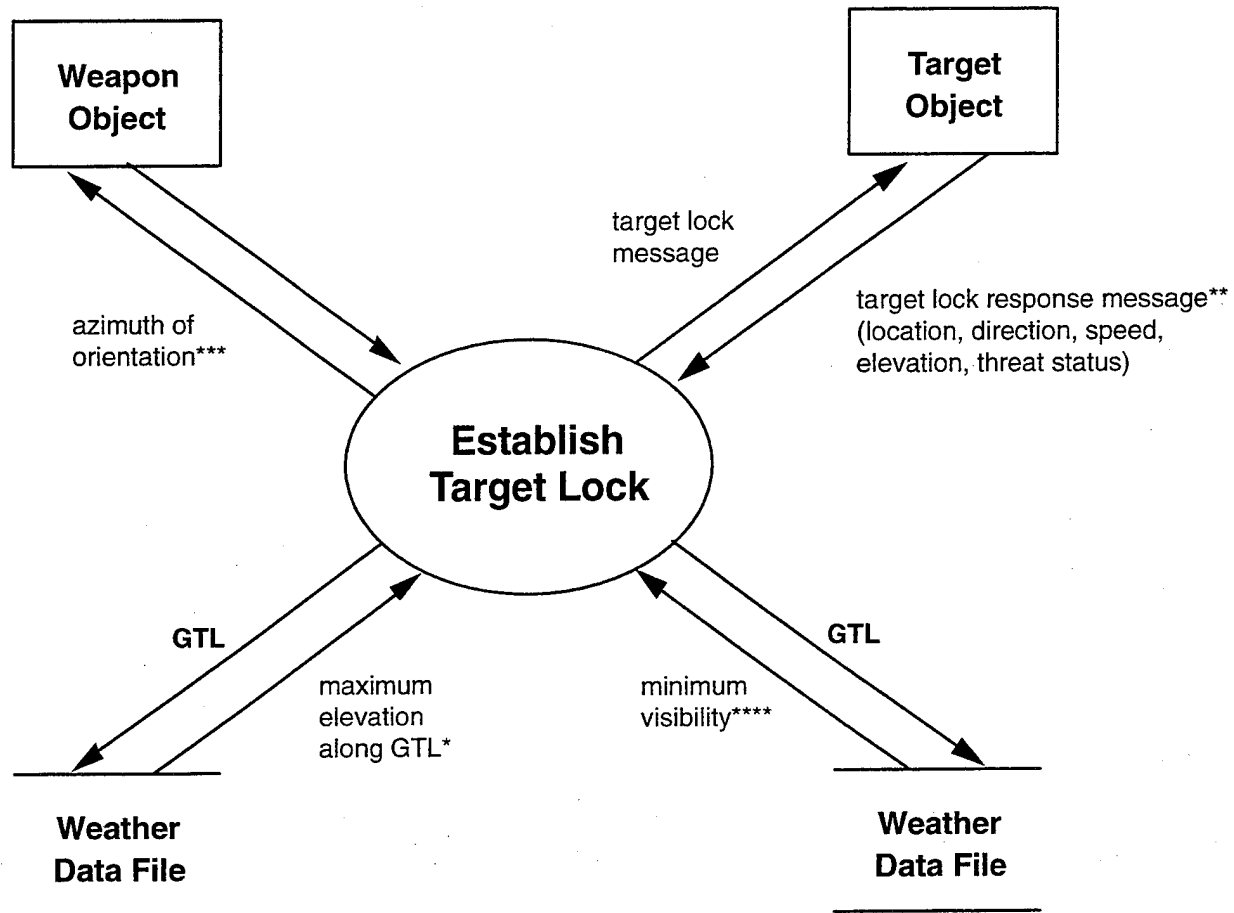 Weapon
Object
Target
Object
target lock
message
target lock response message**
(location, direction, speed,
elevation, threat status)
azimuth of
orientation***
Establish
Target Lock
GTL
GTL
maximum
elevation
along GTL*
minimum
visibility****
Weather
Data File
Weather
Data File